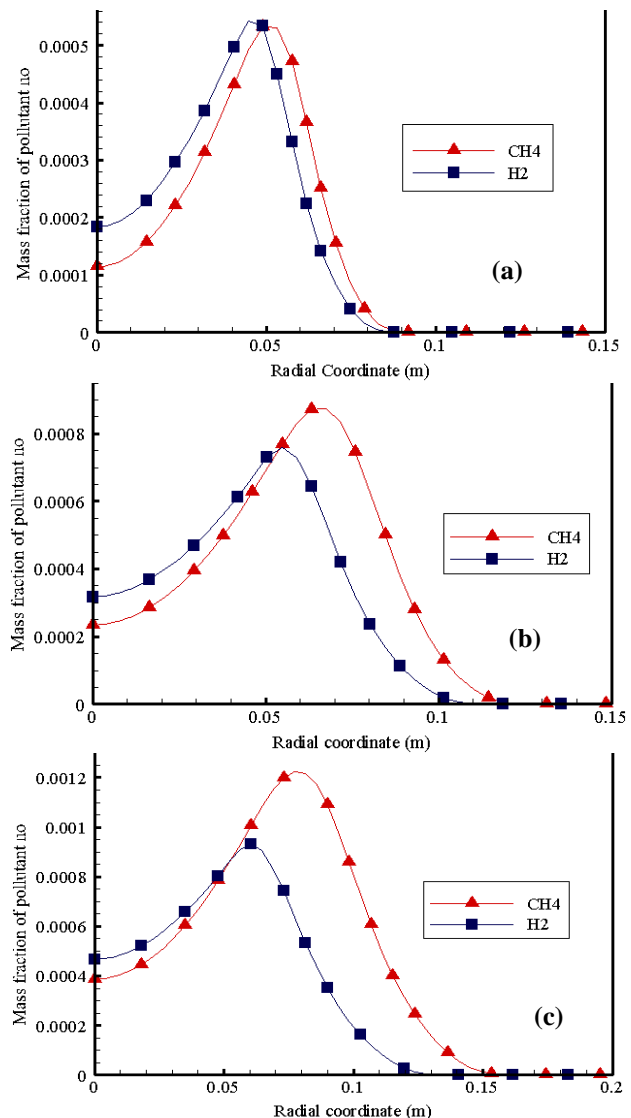 Mass fraction of pollutant no
0.0005
0.0004
0.0003
0.0002
0.0001
0
CH4
H2
(a)
0 0.05 0.1 0.15
Radial Coordinate (m)
Mass fraction of pollutant no
0.0008
0.0006
0.0004
0.0002
0
CH4
H2
(b)
0 0.05 0.1 0.15
Radial coordinate (m)
Mass fraction of pollutant no
0.0012
0.001
0.0008
0.0006
0.0004
0.0002
0
CH4
H2
(c)
0 0.05 0.1 0.15 0.2
Radial coordinate (m)